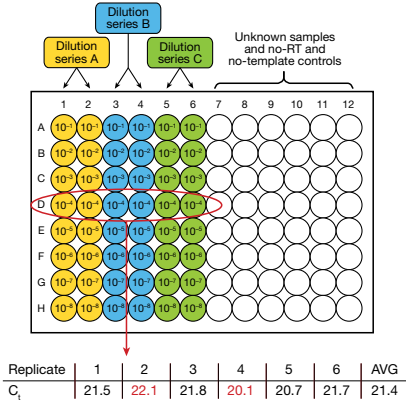 Dilution
series B
Dilution
series A
Dilution
series C
Unknown samples
and no-RT and
no-template controls
1 2 3 4 5 6 7 8 9 10 11 12
A 10⁻¹ 10⁻¹ 10⁻¹ 10⁻¹ 10⁻¹ 10⁻¹
B 10⁻² 10⁻² 10⁻² 10⁻² 10⁻² 10⁻²
C 10⁻³ 10⁻³ 10⁻³ 10⁻³ 10⁻³ 10⁻³
D 10⁻⁴ 10⁻⁴ 10⁻⁴ 10⁻⁴ 10⁻⁴ 10⁻⁴
E 10⁻⁵ 10⁻⁵ 10⁻⁵ 10⁻⁵ 10⁻⁵ 10⁻⁵
F 10⁻⁶ 10⁻⁶ 10⁻⁶ 10⁻⁶ 10⁻⁶ 10⁻⁶
G 10⁻⁷ 10⁻⁷ 10⁻⁷ 10⁻⁷ 10⁻⁷ 10⁻⁷
H 10⁻⁸ 10⁻⁸ 10⁻⁸ 10⁻⁸ 10⁻⁸ 10⁻⁸
Replicate 1 2 3 4 5 6 AVG
Cₜ 21.5 22.1 21.8 20.1 20.7 21.7 21.4